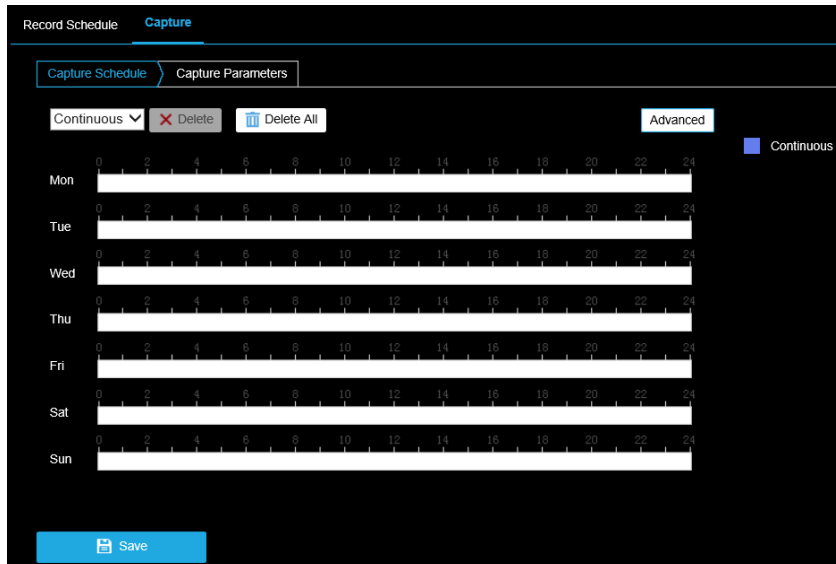 Record Schedule Capture
Capture Schedule Capture Parameters
Continuous Delete Delete All Advanced
Continuous
0 2 4 6 8 10 12 14 16 18 20 22 24
Mon
0 2 4 6 8 10 12 14 16 18 20 22 24
Tue
0 2 4 6 8 10 12 14 16 18 20 22 24
Wed
0 2 4 6 8 10 12 14 16 18 20 22 24
Thu
0 2 4 6 8 10 12 14 16 18 20 22 24
Fri
0 2 4 6 8 10 12 14 16 18 20 22 24
Sat
0 2 4 6 8 10 12 14 16 18 20 22 24
Sun
Save